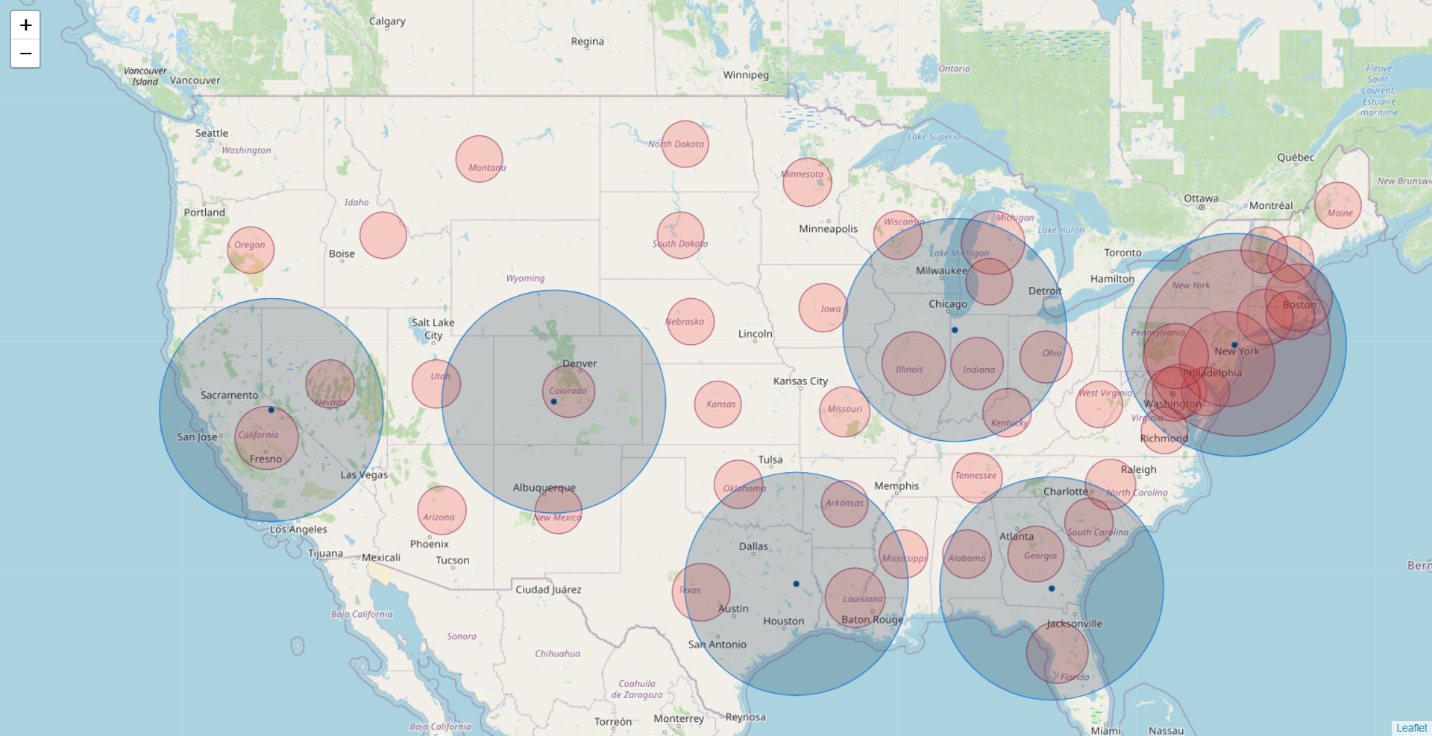 +
−
Calgary
Regina
Winnipeg
Vancouver
Island
Vancouver
Ontario
Fleuve
Saint-
Laurent,
Estuaire
maritime
Seattle
Washington
Lake Superior
Québec
Montana
North Dakota
Minnesota
New Brunswi
Idaho
Portland
Ottawa
Montréal
Maine
Oregon
Boise
South Dakota
Minneapolis
Wiscons
Michigan
Lake Huron
Lake Michigan
Toronto
Hamilton
Wyoming
Milwaukee
Detroit
New York
Chicago
Boston
Salt Lake
City
Nebraska
Lincoln
Iowa
Pennsylvania
New York
Philadelphia
Denver
Utah
Colorado
Kansas City
Illinois
Indiana
Ohio
Sacramento
Nevada
Kansas
Missouri
West Virginia
Washington
Virginia
Kentucky
San Jose
California
Richmond
Fresno
Las Vegas
Tulsa
Raleigh
Albuquerque
Oklahoma
Memphis
Tennessee
Charlotte
North Carolina
Arizona
New Mexico
Arkansas
South Carolina
Los Angeles
Phoenix
Atlanta
Tijuana
Mexicali
Tucson
Dallas
Mississippi
Alabama
Georgia
Bern
Ciudad Juárez
Texas
Louisiana
Austin
Baja California
Houston
Baton Rouge
Jacksonville
Sonora
San Antonio
Chihuahua
Florida
Coahuila
de Zaragoza
Torreón
Monterrey
Reynosa
Baja California
Miami
Nassau
Leaflet